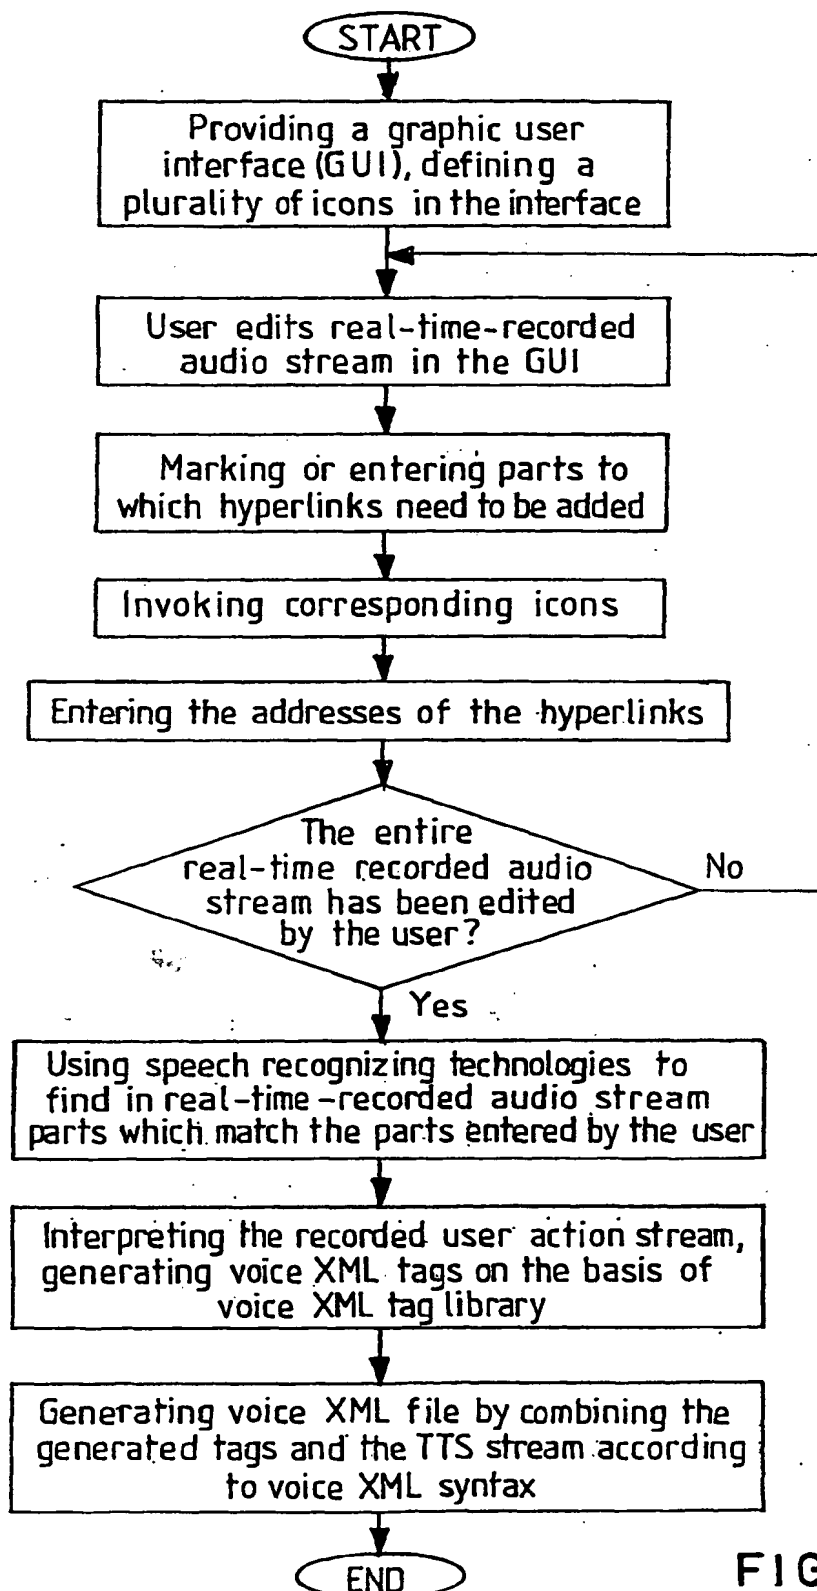 START
Providing a graphic user
interface (GUI), defining a
plurality of icons in the interface
User edits real-time-recorded
audio stream in the GUI
Marking or entering parts to
which hyperlinks need to be added
Invoking corresponding icons
Entering the addresses of the hyperlinks
The entire
real-time recorded audio
stream has been edited
by the user?
No
Yes
Using speech recognizing technologies to
find in real-time-recorded audio stream
parts which match the parts entered by the user
Interpreting the recorded user action stream,
generating voice XML tags on the basis of
voice XML tag library
Generating voice XML file by combining the
generated tags and the TTS stream according
to voice XML syntax
END
FIG